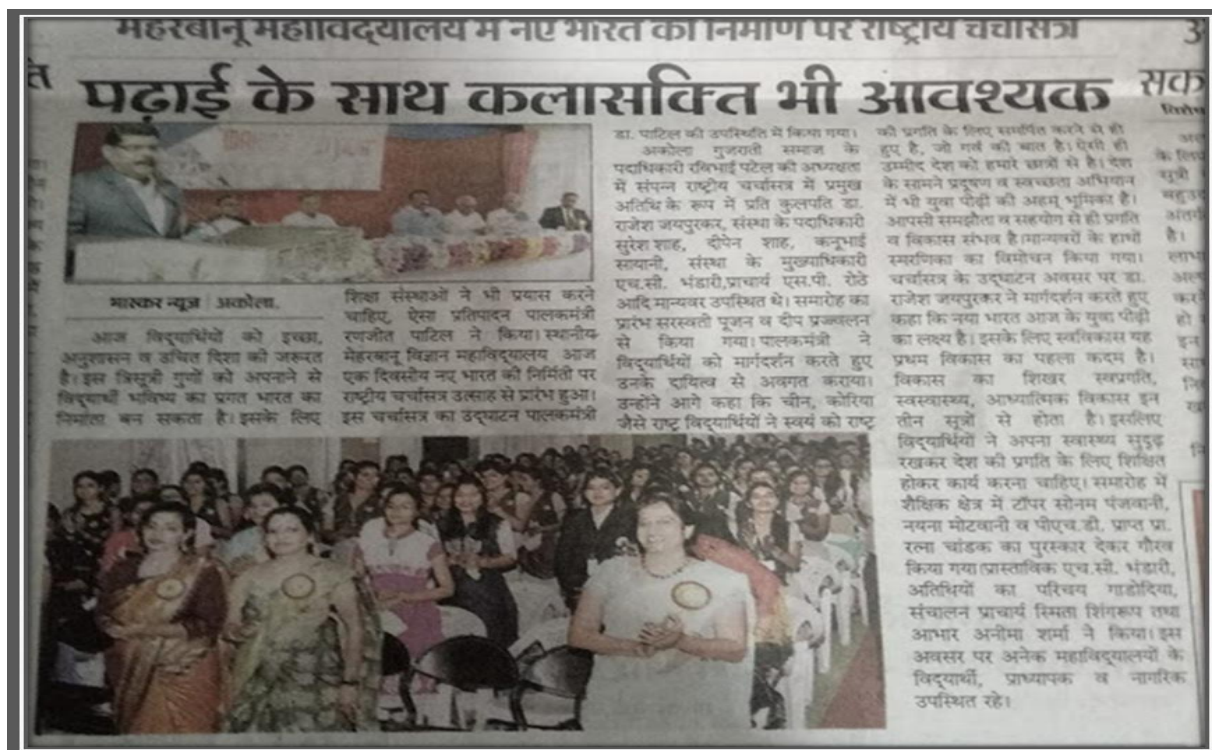 महरबानू महाविद्यालय में नए भारत का निर्माण पर राष्ट्रीय चर्चासत्र
पढ़ाई के साथ कलासक्ति भी आवश्यक
भास्कर न्यूज | अकोला.
आज विद्यार्थियों को इच्छा,
अनुशासन व उचित दिशा की जरूरत
है। इस त्रिसूत्री गुणों को अपनाने से
विद्यार्थी भविष्य का प्रगत भारत का
निर्माता बन सकता है। इसके लिए
शिक्षा संस्थाओं ने भी प्रयास करने
चाहिए, ऐसा प्रतिपादन पालकमंत्री
रणजीत पाटिल ने किया। स्थानीय
मेहरबानू विज्ञान महाविद्यालय आज
एक दिवसीय नए भारत की निर्मिती पर
राष्ट्रीय चर्चासत्र उत्साह से प्रारंभ हुआ।
इस चर्चासत्र का उद्घाटन पालकमंत्री
डा. पाटिल की उपस्थिति में किया गया।
अकोला गुजराती समाज के
पदाधिकारी रविभाई पटेल की अध्यक्षता
में संपन्न राष्ट्रीय चर्चासत्र में प्रमुख
अतिथि के रूप में प्रति कुलपति डा.
राजेश जयपुरकर, संस्था के पदाधिकारी
सुरेश शाह, दीपेन शाह, कनूभाई
सायानी, संस्था के मुख्याधिकारी
एच.सी. भंडारी,प्राचार्य एस.पी. रोठे
आदि मान्यवर उपस्थित थे। समारोह का
प्रारंभ सरस्वती पूजन व दीप प्रज्ज्वलन
से किया गया। पालकमंत्री ने
विद्यार्थियों को मार्गदर्शन करते हुए
उनके दायित्व से अवगत कराया।
उन्होंने आगे कहा कि चीन, कोरिया
जैसे राष्ट्र विद्यार्थियों ने स्वयं को राष्ट्र
की प्रगति के लिए समर्पित करने से ही
हुए है, जो गर्व की बात है। ऐसी ही
उम्मीद देश को हमारे छात्रों से है। देश
के सामने प्रदूषण व स्वच्छता अभियान
में भी युवा पीढ़ी की अहम् भूमिका है।
आपसी समझौता व सहयोग से ही प्रगति
व विकास संभव है।मान्यवरों के हाथों
स्मरणिका का विमोचन किया गया।
चर्चासत्र के उद्घाटन अवसर पर डा.
राजेश जयपुरकर ने मार्गदर्शन करते हुए
कहा कि नया भारत आज के युवा पीढ़ी
का लक्ष्य है। इसके लिए स्वविकास यह
प्रथम विकास का पहला कदम है।
विकास का शिखर स्वप्रगति,
स्वस्वास्थ्य, आध्यात्मिक विकास इन
तीन सूत्रों से होता है। इसलिए
विद्यार्थियों ने अपना स्वास्थ्य सुदृढ़
रखकर देश की प्रगति के लिए शिक्षित
होकर कार्य करना चाहिए। समारोह में
शैक्षिक क्षेत्र में टॉपर सोनम पंजवानी,
नयना मोटवानी व पीएच.डी. प्राप्त प्रा.
रत्ना चांडक का पुरस्कार देकर गौरव
किया गया।प्रास्ताविक एच.सी. भंडारी,
अतिथियों का परिचय गाडोदिया,
संचालन प्राचार्य स्मिता शिंगरूप तथा
आभार अनीमा शर्मा ने किया। इस
अवसर पर अनेक महाविद्यालयों के
विद्यार्थी, प्राध्यापक व नागरिक
उपस्थित रहे।